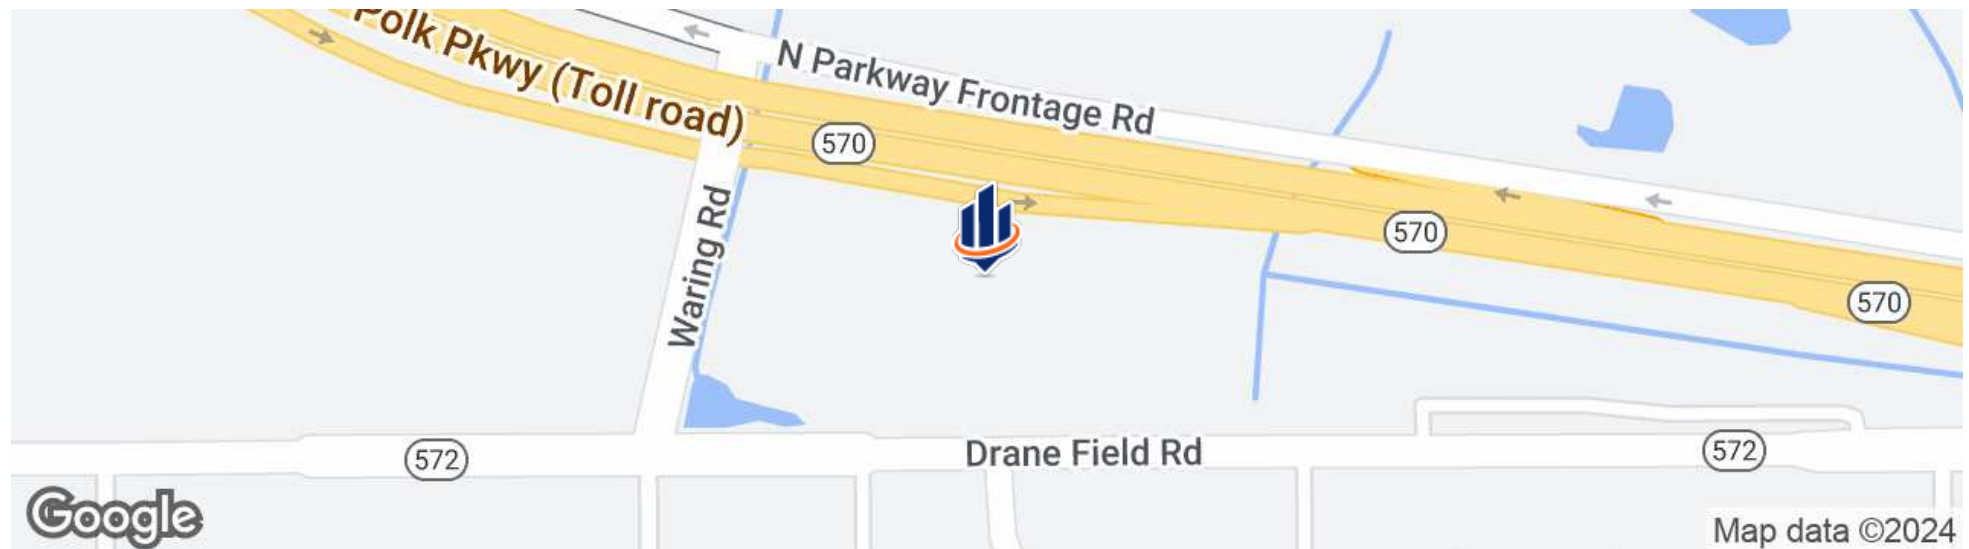 Polk Pkwy (Toll road)
N Parkway Frontage Rd
570
Waring Rd
570
570
572
Drane Field Rd
572
Google
Map data ©2024